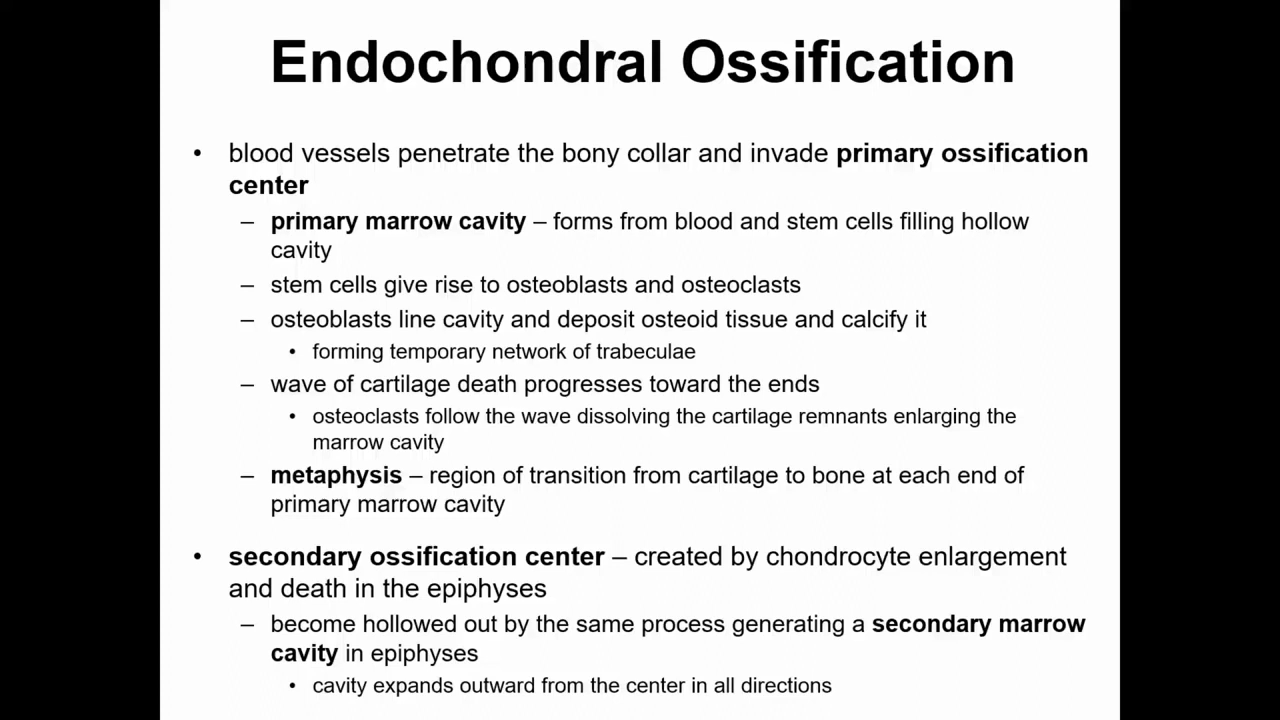 Endochondral Ossification
• blood vessels penetrate the bony collar and invade primary ossification
center
– primary marrow cavity – forms from blood and stem cells filling hollow
cavity
– stem cells give rise to osteoblasts and osteoclasts
– osteoblasts line cavity and deposit osteoid tissue and calcify it
• forming temporary network of trabeculae
– wave of cartilage death progresses toward the ends
• osteoclasts follow the wave dissolving the cartilage remnants enlarging the
marrow cavity
– metaphysis – region of transition from cartilage to bone at each end of
primary marrow cavity
• secondary ossification center – created by chondrocyte enlargement
and death in the epiphyses
– become hollowed out by the same process generating a secondary marrow
cavity in epiphyses
• cavity expands outward from the center in all directions